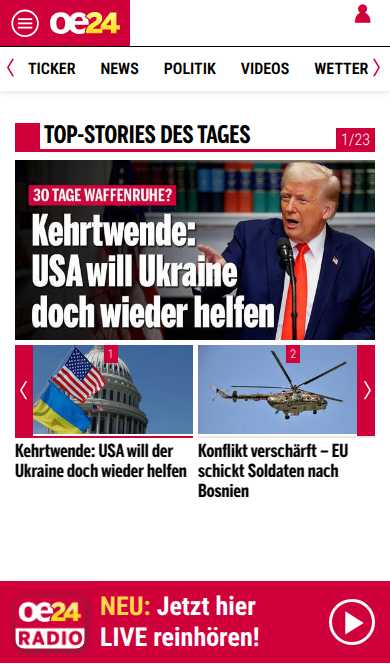 oe24
TICKER NEWS POLITIK VIDEOS WETTER
TOP-STORIES DES TAGES
1/23
30 TAGE WAFFENRUHE?
Kehrtwende:
USA will Ukraine
doch wieder helfen
1
2
Kehrtwende: USA will der
Ukraine doch wieder helfen
Konflikt verschärft – EU
schickt Soldaten nach
Bosnien
oe24
RADIO
NEU: Jetzt hier
LIVE reinhören!